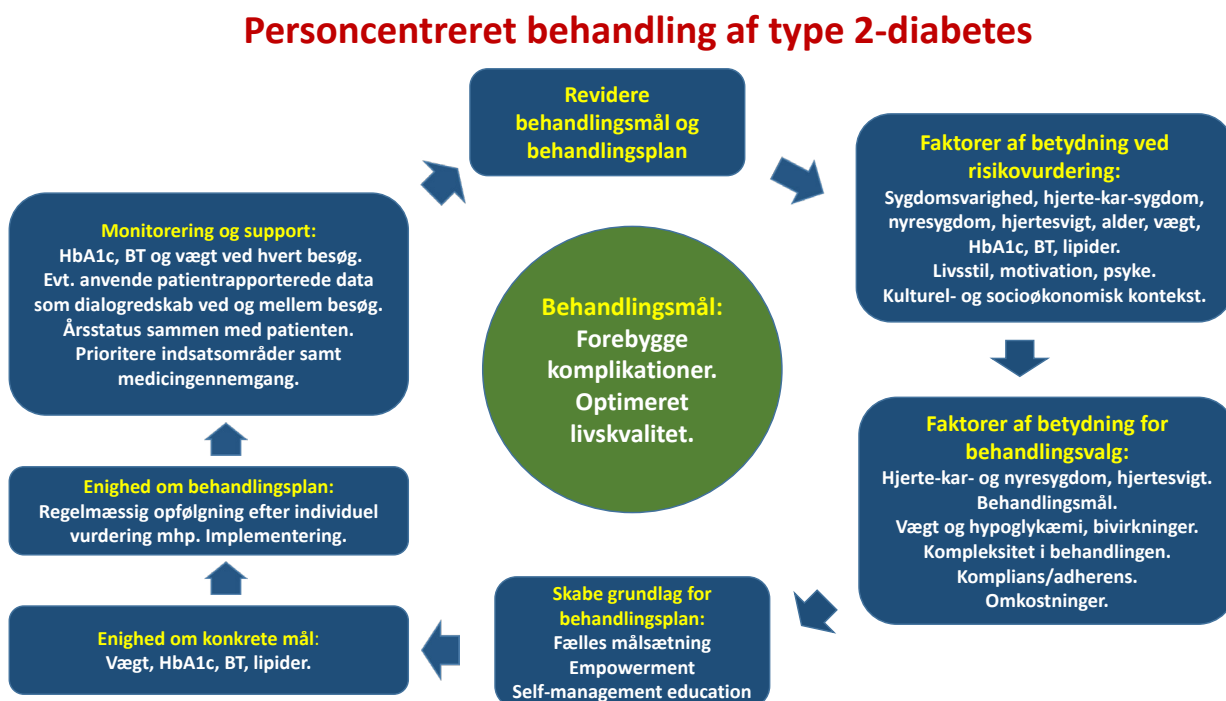 Personcentreret behandling af type 2-diabetes
Revidere
behandlingsmål og
behandlingsplan
Faktorer af betydning ved
risikovurdering:
Sygdomsvarighed, hjerte-kar-sygdom,
nyresygdom, hjertesvigt, alder, vægt,
HbA1c, BT, lipider.
Livsstil, motivation, psyke.
Kulturel- og socioøkonomisk kontekst.
Faktorer af betydning for
behandlingsvalg:
Hjerte-kar- og nyresygdom, hjertesvigt.
Behandlingsmål.
Vægt og hypoglykæmi, bivirkninger.
Kompleksitet i behandlingen.
Komplians/adherens.
Omkostninger.
Skabe grundlag for
behandlingsplan:
Fælles målsætning
Empowerment
Self-management education
Enighed om konkrete mål:
Vægt, HbA1c, BT, lipider.
Enighed om behandlingsplan:
Regelmæssig opfølgning efter individuel
vurdering mhp. Implementering.
Monitorering og support:
HbA1c, BT og vægt ved hvert besøg.
Evt. anvende patientrapporterede data
som dialogredskab ved og mellem besøg.
Årsstatus sammen med patienten.
Prioritere indsatsområder samt
medicingennemgang.
Behandlingsmål:
Forebygge
komplikationer.
Optimeret
livskvalitet.